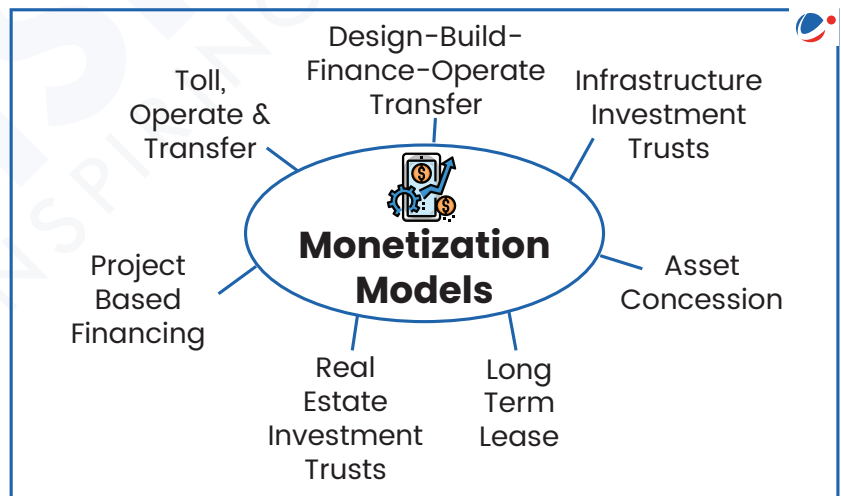 Design-Build-
Finance-Operate
Transfer
Toll,
Operate &
Transfer
Infrastructure
Investment
Trusts
Monetization
Models
Project
Based
Financing
Asset
Concession
Real
Estate
Investment
Trusts
Long
Term
Lease